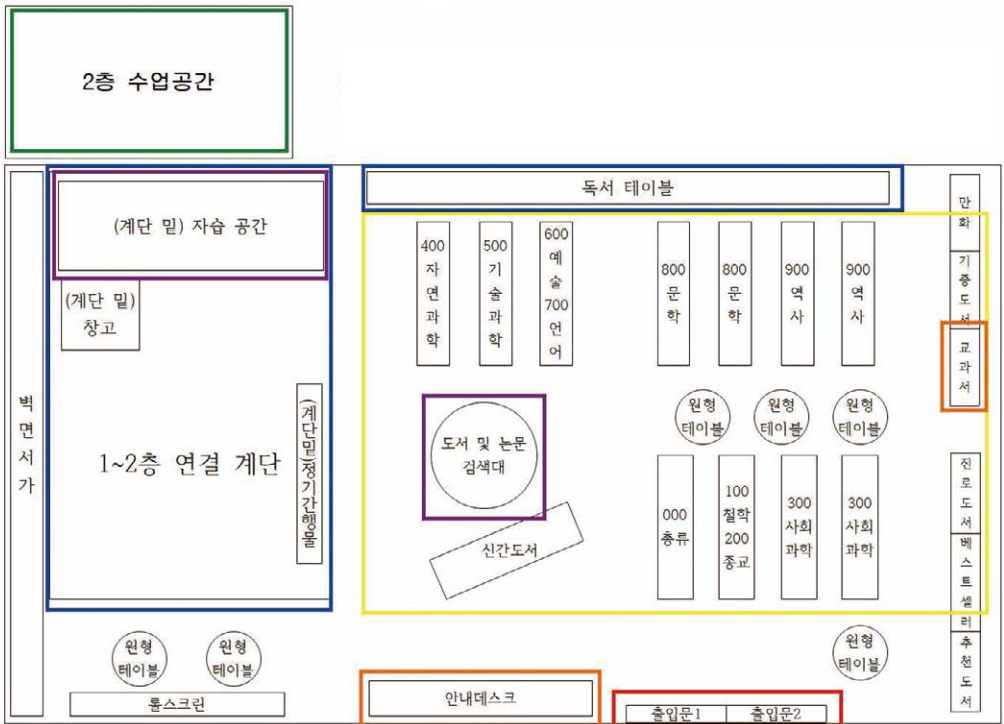 2층 수업공간
벽
면
서
가
(계단 밑) 자습 공간
(계단 밑)
창고
1~2층 연결 계단
(계단밑)정기간행물
독서 테이블
400
자
연
과
학
500
기
술
과
학
600
예
술
700
언
어
800
문
학
800
문
학
900
역
사
900
역
사
만
화
기
증
도
서
교
과
서
도서 및 논문
검색대
신간도서
원형
테이블
원형
테이블
원형
테이블
000
총류
100
철학
200
종교
300
사회
과학
300
사회
과학
진
로
도
서
베
스
트
셀
러
추
천
도
서
원형
테이블
원형
테이블
원형
테이블
롤스크린
안내데스크
출입문1
출입문2